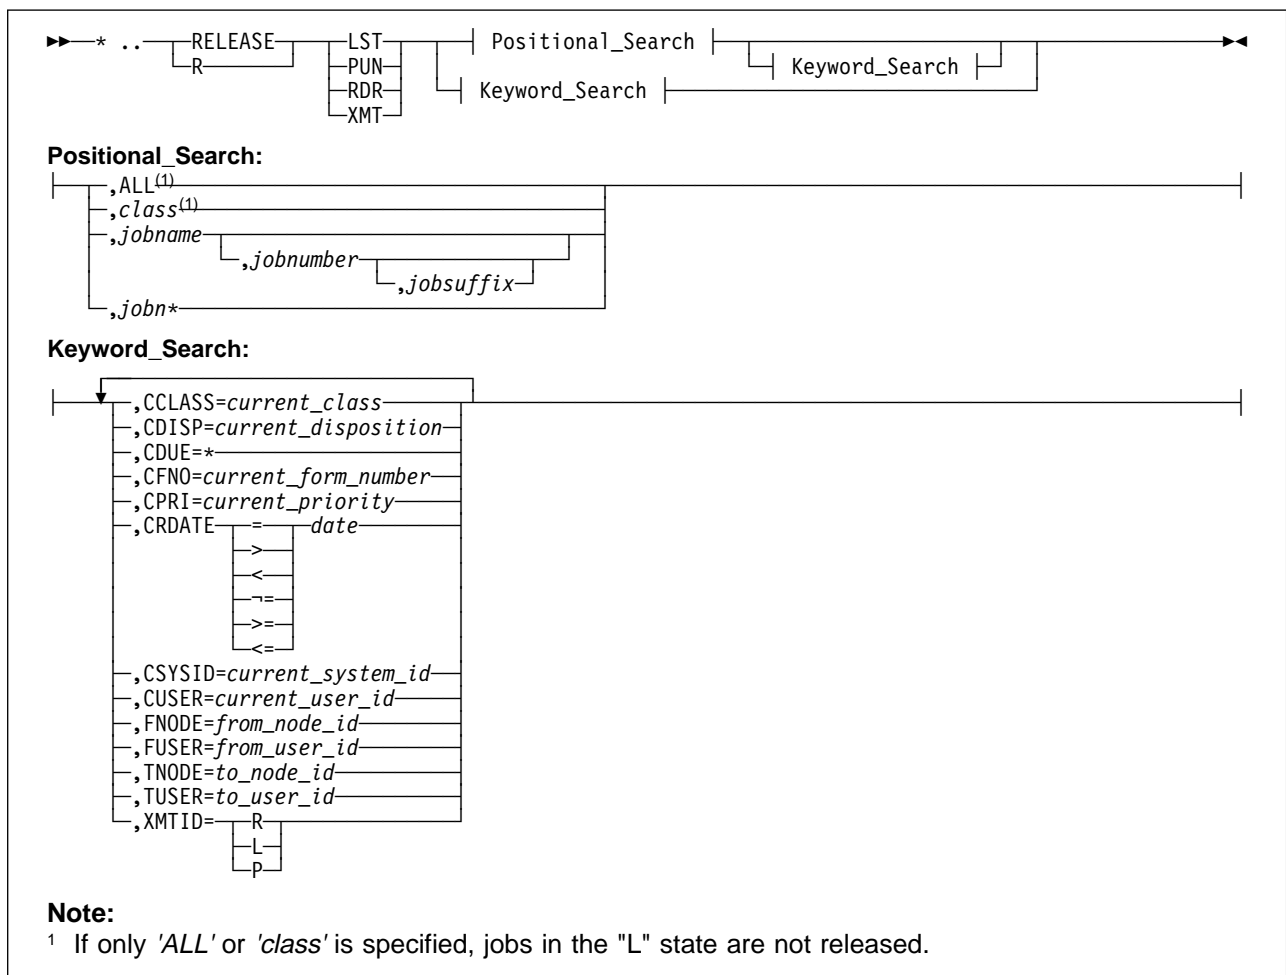 ►►──* ..──RELEASE──LST──Positional_Search──►◄
R PUN Keyword_Search
RDR Keyword_Search
XMT
Positional_Search:
,ALL(1)
,class(1)
,jobname
,jobnumber
,jobsuffix
,jobn*
Keyword_Search:
,CCLASS=current_class
,CDISP=current_disposition
,CDUE=*
,CFNO=current_form_number
,CPRI=current_priority
,CRDATE = date
>
<
¬=
>=
<=
,CSYSID=current_system_id
,CUSER=current_user_id
,FNODE=from_node_id
,FUSER=from_user_id
,TNODE=to_node_id
,TUSER=to_user_id
,XMTID= R
L
P
Note:
1 If only 'ALL' or 'class' is specified, jobs in the "L" state are not released.